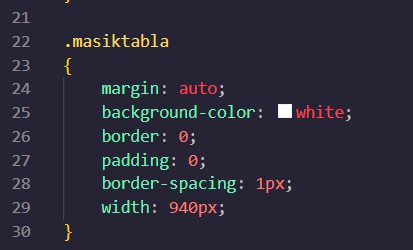 21
22 .masiktabla
23 {
24 margin: auto;
25 background-color: white;
26 border: 0;
27 padding: 0;
28 border-spacing: 1px;
29 width: 940px;
30 }